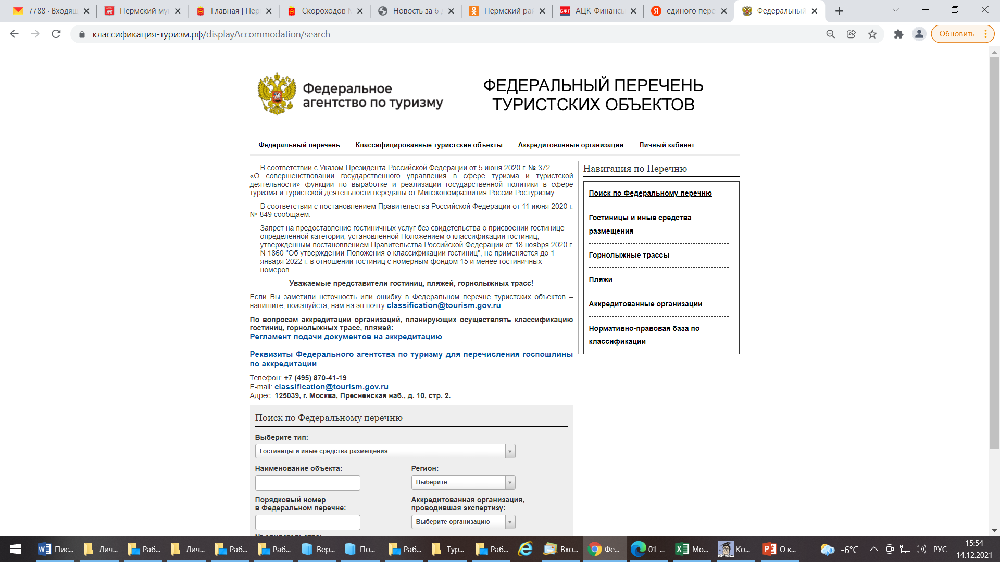 7788 · Входящ
Пермский му
Главная | Пер
Скороходов М
Новость за 6 д
Пермский рай
АЦК-Финансы
единого пере
Федеральный
классификация-туризм.рф/displayAccommodation/search
Обновить
Федеральное
агентство по туризму
ФЕДЕРАЛЬНЫЙ ПЕРЕЧЕНЬ
ТУРИСТСКИХ ОБЪЕКТОВ
Федеральный перечень Классифицированные туристские объекты Аккредитованные организации Личный кабинет
В соответствии с Указом Президента Российской Федерации от 5 июня 2020 г. № 372
«О совершенствовании государственного управления в сфере туризма и туристской
деятельности» функции по выработке и реализации государственной политики в сфере
туризма и туристской деятельности переданы от Минэкономразвития России Ростуризму.
В соответствии с постановлением Правительства Российской Федерации от 11 июня 2020 г.
№ 849 сообщаем:
Запрет на предоставление гостиничных услуг без свидетельства о присвоении гостинице
определенной категории, установленной Положением о классификации гостиниц,
утвержденным постановлением Правительства Российской Федерации от 18 ноября 2020 г.
N 1860 "Об утверждении Положения о классификации гостиниц", не применяется до 1
января 2022 г. в отношении гостиниц с номерным фондом 15 и менее гостиничных
номеров.
Уважаемые представители гостиниц, пляжей, горнолыжных трасс!
Если Вы заметили неточность или ошибку в Федеральном перечне туристских объектов –
напишите, пожалуйста, нам на эл.почту:classification@tourism.gov.ru
По вопросам аккредитации организаций, планирующих осуществлять классификацию
гостиниц, горнолыжных трасс, пляжей:
Регламент подачи документов на аккредитацию
Реквизиты Федерального агентства по туризму для перечисления госпошлины
по аккредитации
Телефон: +7 (495) 870-41-19
E-mail: classification@tourism.gov.ru
Адрес: 125039, г. Москва, Пресненская наб., д. 10, стр. 2.
Навигация по Перечню
Поиск по Федеральному перечню
Гостиницы и иные средства
размещения
Горнолыжные трассы
Пляжи
Аккредитованные организации
Нормативно-правовая база по
классификации
Поиск по Федеральному перечню
Выберите тип:
Гостиницы и иные средства размещения
Наименование объекта:
Регион:
Выберите
Порядковый номер
в Федеральном перечне:
Аккредитованная организация,
проводившая экспертизу:
Выберите организацию
Пис...
Лич...
Раб...
Лич...
Раб...
Раб...
Вер...
По...
Раб...
Тур...
Раб...
Вхо...
Фе...
01-...
Мо...
Ко...
О к...
-6°C
РУС
15:54
14.12.2021